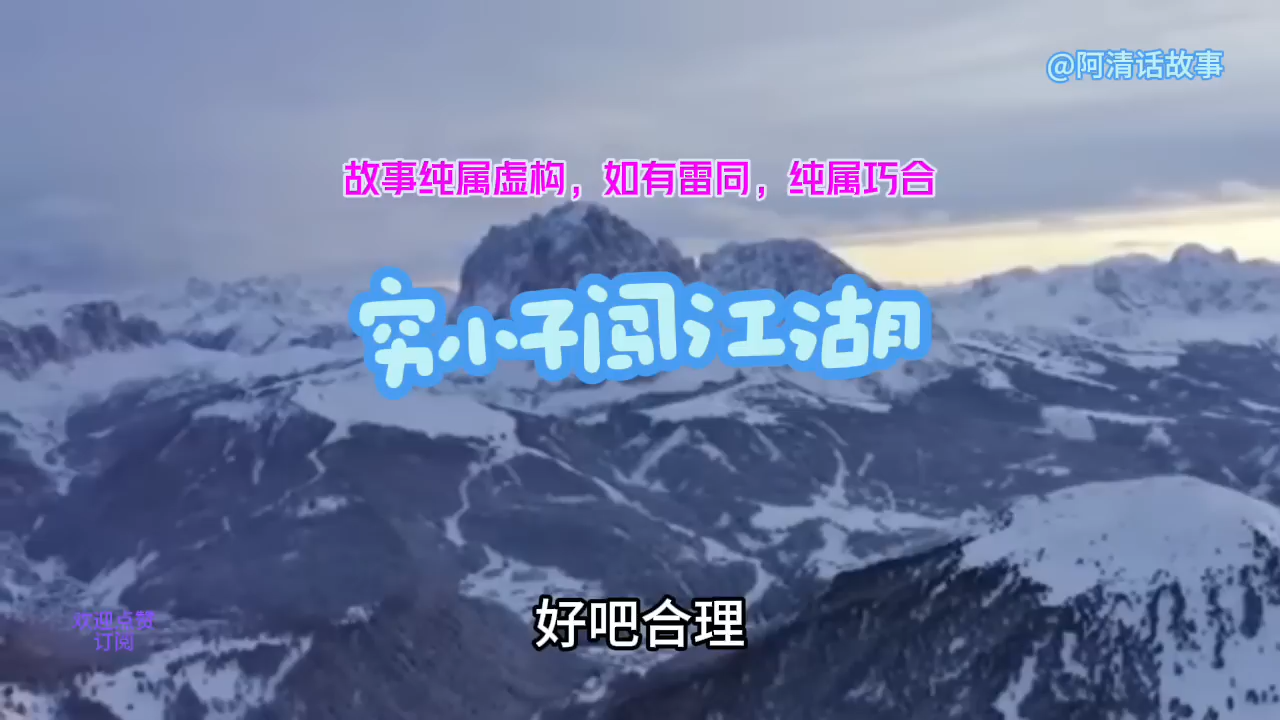 @阿清话故事
故事纯属虚构，如有雷同，纯属巧合
穷小子闯江湖
欢迎点赞
订阅
好吧合理